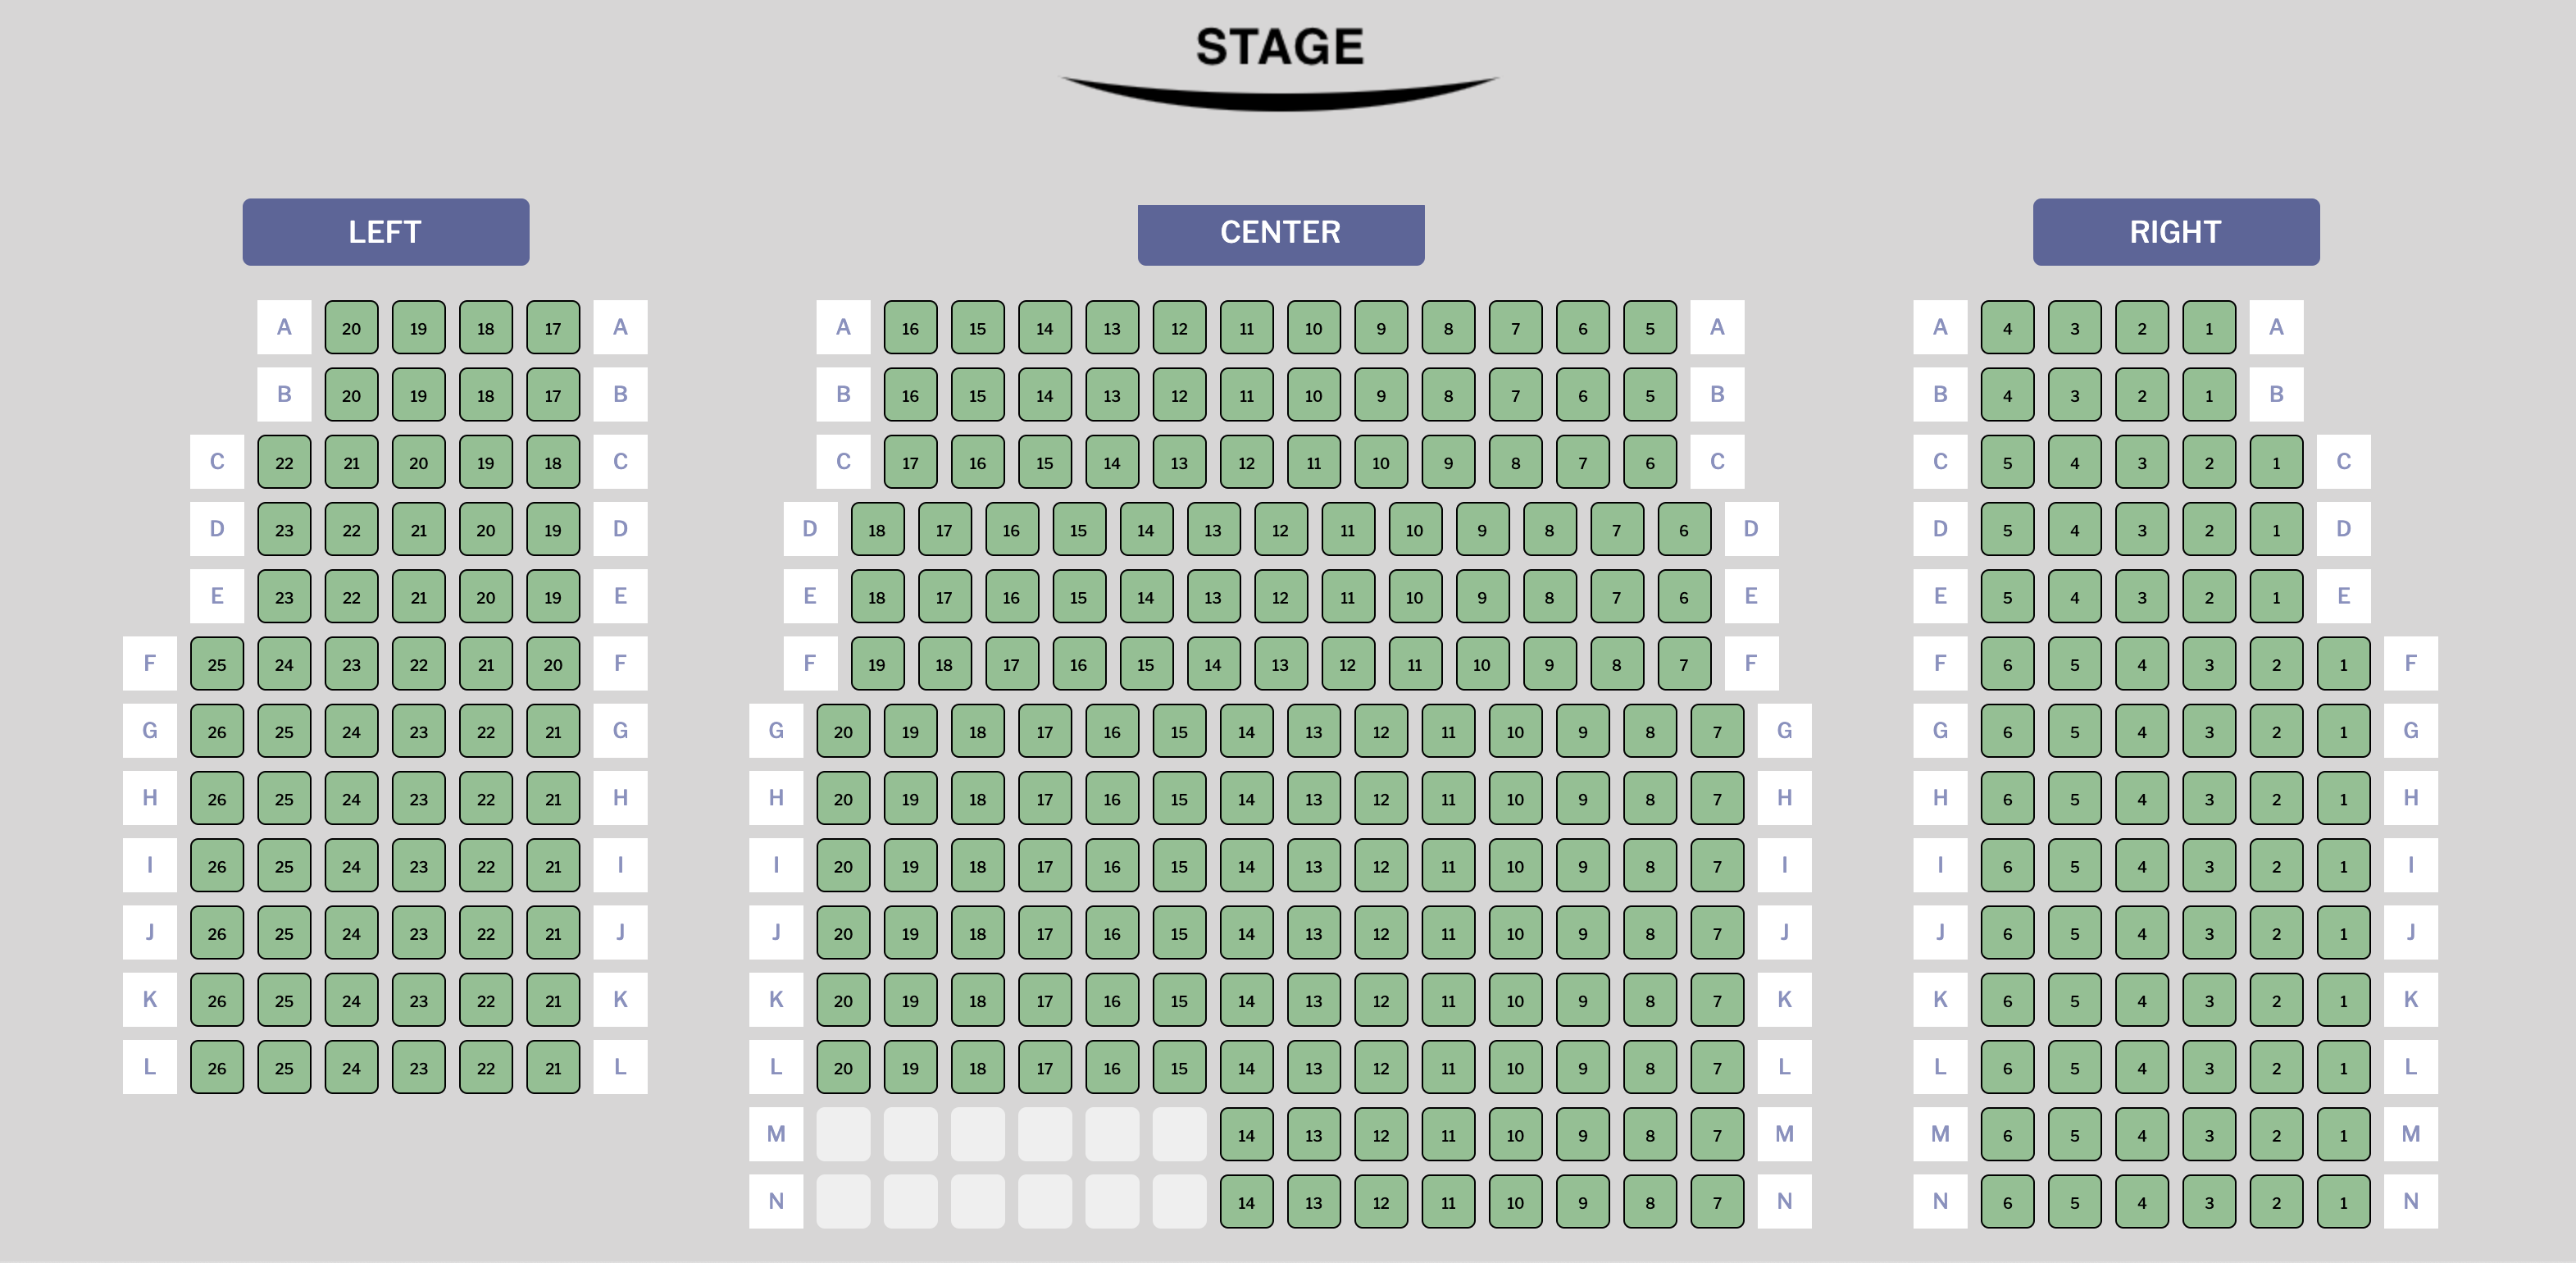 STAGE
LEFT CENTER RIGHT
A 20 19 18 17 A A 16 15 14 13 12 11 10 9 8 7 6 5 A A 4 3 2 1 A
B 20 19 18 17 B B 16 15 14 13 12 11 10 9 8 7 6 5 B B 4 3 2 1 B
C 22 21 20 19 18 C C 17 16 15 14 13 12 11 10 9 8 7 6 C C 5 4 3 2 1 C
D 23 22 21 20 19 D D 18 17 16 15 14 13 12 11 10 9 8 7 6 D D 5 4 3 2 1 D
E 23 22 21 20 19 E E 18 17 16 15 14 13 12 11 10 9 8 7 6 E E 5 4 3 2 1 E
F 25 24 23 22 21 20 F F 19 18 17 16 15 14 13 12 11 10 9 8 7 F F 6 5 4 3 2 1 F
G 26 25 24 23 22 21 G G 20 19 18 17 16 15 14 13 12 11 10 9 8 7 G G 6 5 4 3 2 1 G
H 26 25 24 23 22 21 H H 20 19 18 17 16 15 14 13 12 11 10 9 8 7 H H 6 5 4 3 2 1 H
I 26 25 24 23 22 21 I I 20 19 18 17 16 15 14 13 12 11 10 9 8 7 I I 6 5 4 3 2 1 I
J 26 25 24 23 22 21 J J 20 19 18 17 16 15 14 13 12 11 10 9 8 7 J J 6 5 4 3 2 1 J
K 26 25 24 23 22 21 K K 20 19 18 17 16 15 14 13 12 11 10 9 8 7 K K 6 5 4 3 2 1 K
L 26 25 24 23 22 21 L L 20 19 18 17 16 15 14 13 12 11 10 9 8 7 L L 6 5 4 3 2 1 L
M 14 13 12 11 10 9 8 7 M M 6 5 4 3 2 1 M
N 14 13 12 11 10 9 8 7 N N 6 5 4 3 2 1 N